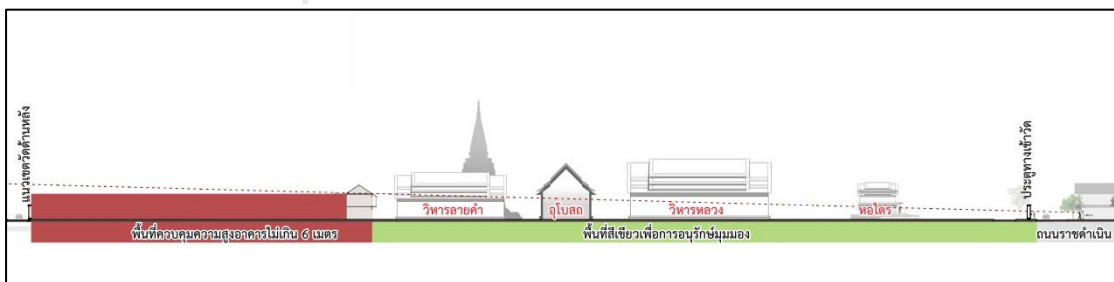 แนวเขตวัดด้านหลัง
ประตูทางเข้าวัด
วิหารลายคำ
อุโบสถ
วิหารหลวง
หอไตร
พื้นที่ควบคุมความสูงอาคารไม่เกิน 6 เมตร
พื้นที่สีเขียวเพื่อการอนุรักษ์มุมมอง
ถนนราชดำเนิน